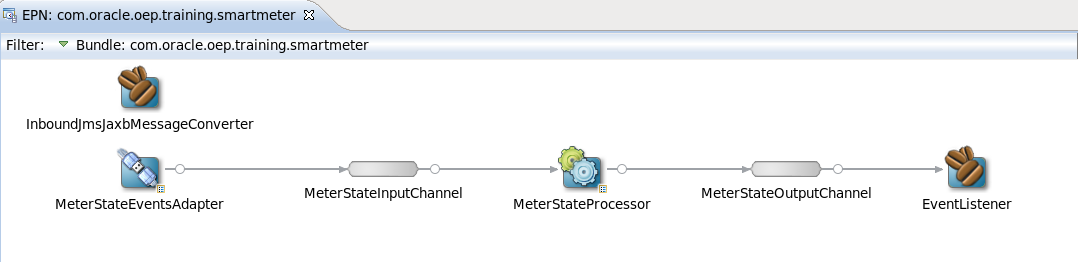 EPN: com.oracle.oep.training.smartmeter
Filter: Bundle: com.oracle.oep.training.smartmeter
InboundJmsJaxbMessageConverter
MeterStateEventsAdapter
MeterStateInputChannel
MeterStateProcessor
MeterStateOutputChannel
EventListener